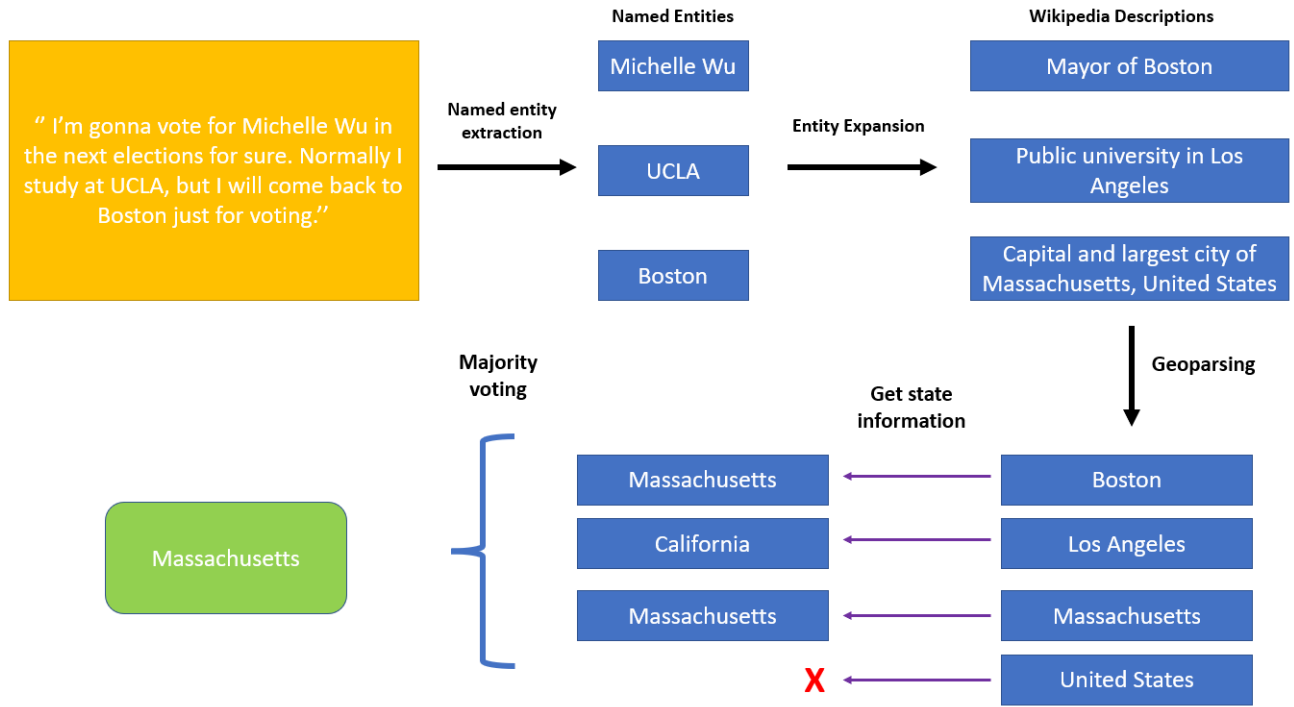 Named Entities
Wikipedia Descriptions
“ I’m gonna vote for Michelle Wu in
the next elections for sure. Normally I
study at UCLA, but I will come back to
Boston just for voting.’’
Named entity
extraction
Michelle Wu
UCLA
Boston
Entity Expansion
Mayor of Boston
Public university in Los
Angeles
Capital and largest city of
Massachusetts, United States
Geoparsing
Majority
voting
Get state
information
Massachusetts
Boston
California
Los Angeles
Massachusetts
Massachusetts
X
United States
Massachusetts